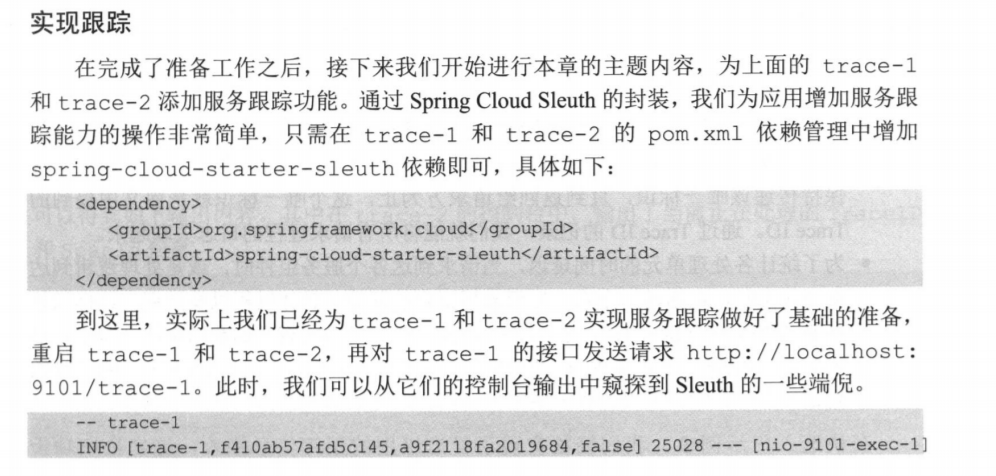 实现跟踪
在完成了准备工作之后，接下来我们开始进行本章的主题内容，为上面的 trace-1
和 trace-2 添加服务跟踪功能。通过 Spring Cloud Sleuth 的封装，我们为应用增加服务跟
踪能力的操作非常简单，只需在 trace-1 和 trace-2 的 pom.xml 依赖管理中增加
spring-cloud-starter-sleuth 依赖即可，具体如下：
<dependency>
<groupId>org.springframework.cloud</groupId>
<artifactId>spring-cloud-starter-sleuth</artifactId>
</dependency>
到这里，实际上我们已经为 trace-1 和 trace-2 实现服务跟踪做好了基础的准备，
重启 trace-1 和 trace-2，再对 trace-1 的接口发送请求 http://localhost:
9101/trace-1。此时，我们可以从它们的控制台输出中窥探到 Sleuth 的一些端倪。
-- trace-1
INFO [trace-1,f410ab57afd5c145,a9f2118fa2019684,false] 25028 --- [nio-9101-exec-1]